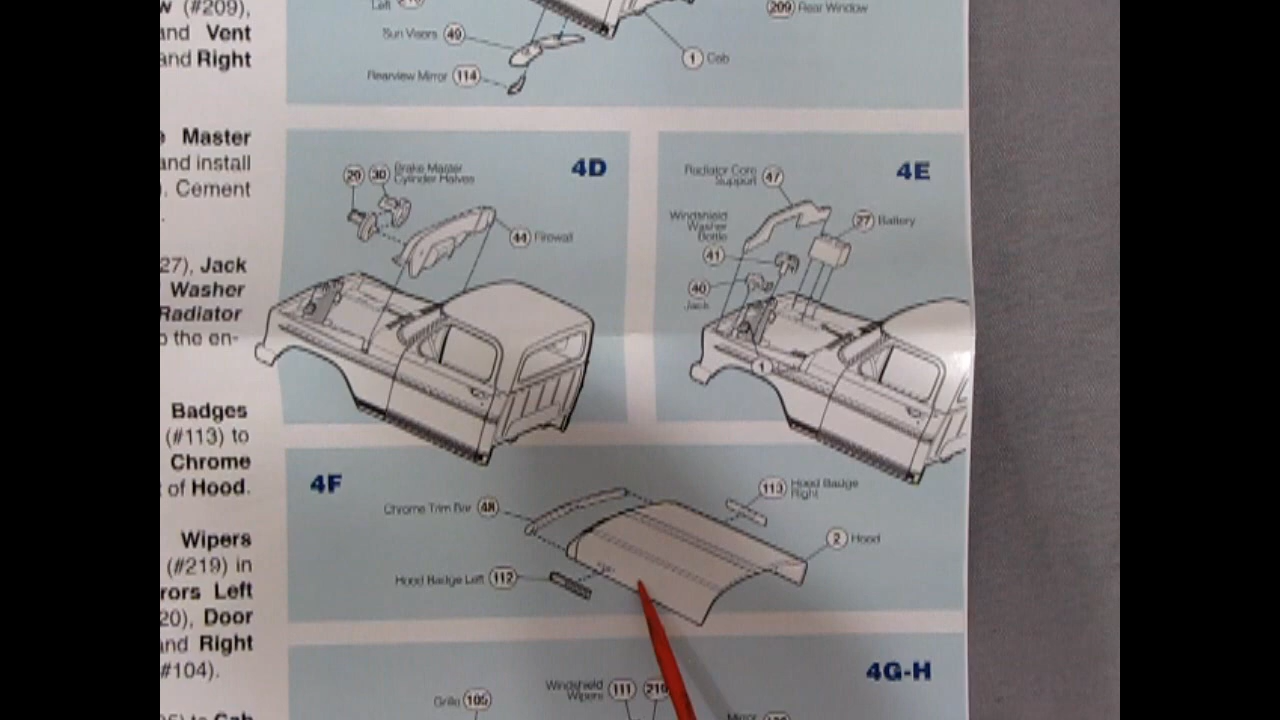 (#209),
and Vent
and Right
Master
and install
Cement
27), Jack
Washer
Radiator
o the en-
Badges
(#113) to
Chrome
of Hood.
Wipers
(#219) in
rors Left
20), Door
and Right
#104).
Left
Sun Visors 49
Rearview Mirror 114
209 Rear Window
1 Cab
4D
29 30 Brake Master
Cylinder Halves
44 Firewall
4E
Radiator Core
Support 47
Windshield
Washer
Bottle
41
27 Battery
40
Jack
1
4F
Chrome Trim Bar 48
113 Hood Badge
Right
2 Hood
Hood Badge Left 112
4G-H
Grille 105
Windshield
Wipers 111 219
Mirror